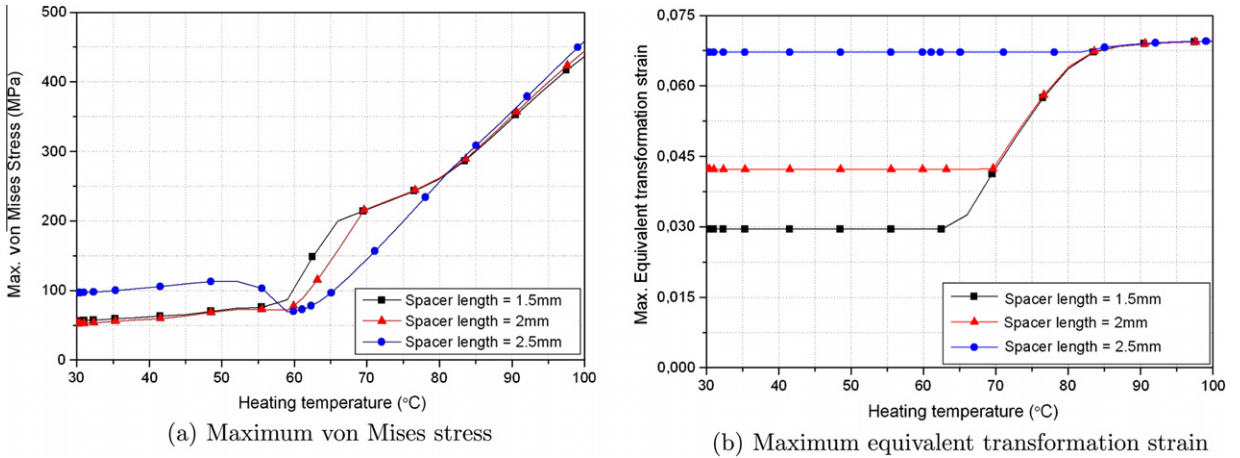 500
400
300
200
100
0
30 40 50 60 70 80 90 100
Max. von Mises Stress (MPa)
Heating temperature (°C)
Spacer length = 1.5mm
Spacer length = 2mm
Spacer length = 2.5mm
(a) Maximum von Mises stress
0,075
0,060
0,045
0,030
0,015
0,000
30 40 50 60 70 80 90 100
Max. Equivalent transformation strain
Heating temperature (°C)
Spacer length = 1.5mm
Spacer length = 2mm
Spacer length = 2.5mm
(b) Maximum equivalent transformation strain